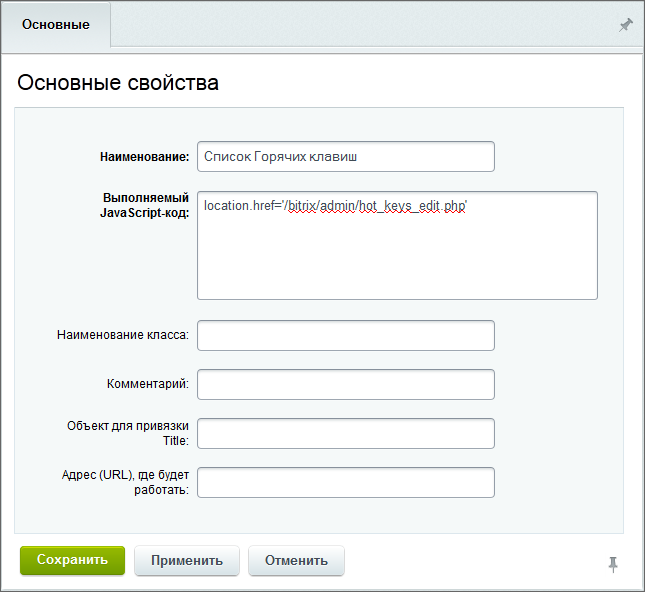 Основные
Основные свойства
Наименование: Список Горячих клавиш
Выполняемый
JavaScript-код: location.href='/bitrix/admin/hot_keys_edit.php'
Наименование класса:
Комментарий:
Объект для привязки
Title:
Адрес (URL), где будет
работать:
Сохранить Применить Отменить